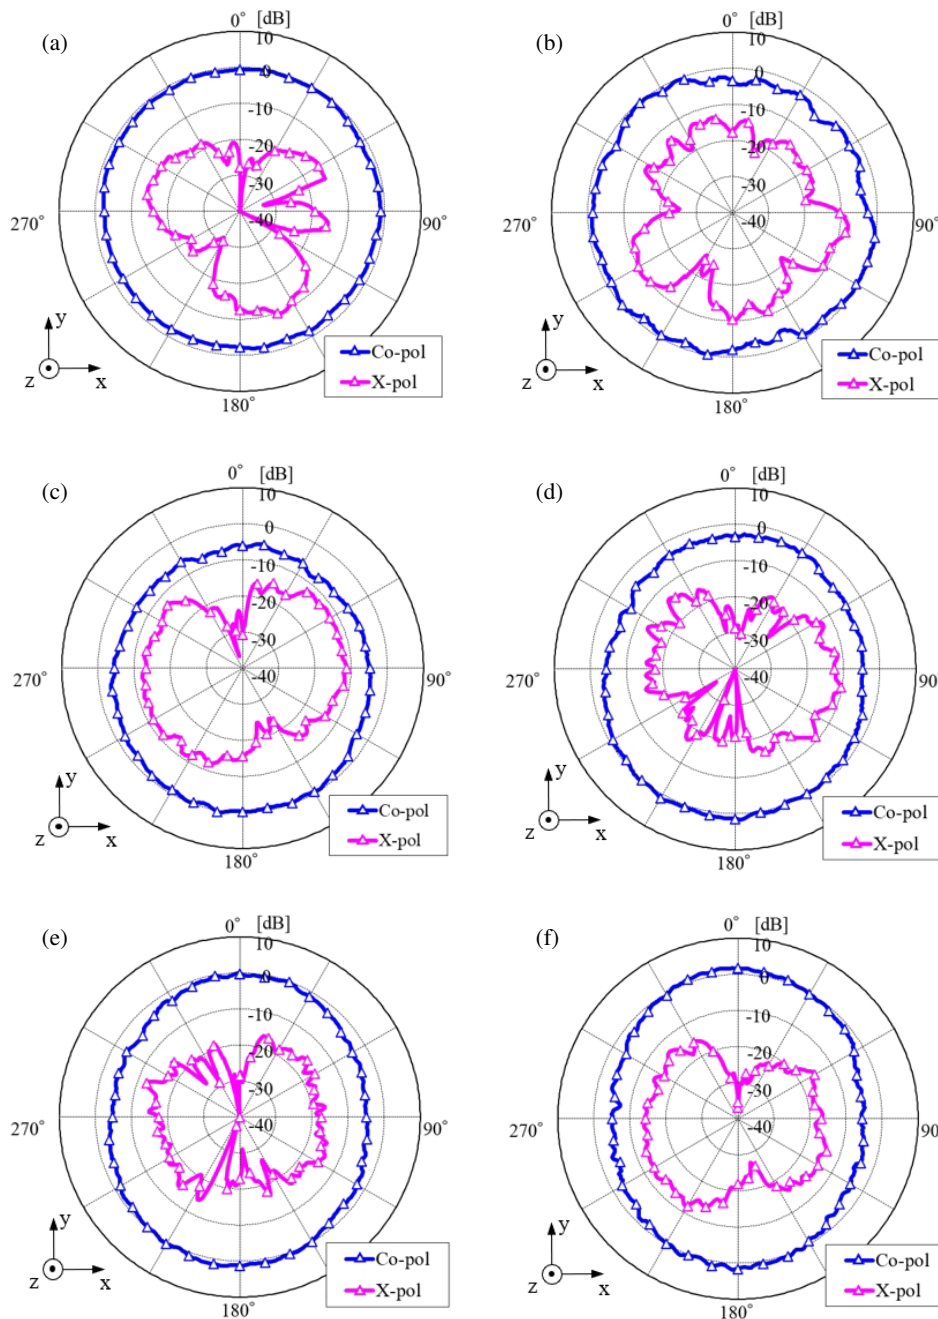 (a)
0° [dB]
10
0
-10
-20
-30
-40
270°
90°
180°
y
z
x
Co-pol
X-pol
(b)
0° [dB]
10
0
-10
-20
-30
-40
270°
90°
180°
y
z
x
Co-pol
X-pol
(c)
0° [dB]
10
0
-10
-20
-30
-40
270°
90°
180°
y
z
x
Co-pol
X-pol
(d)
0° [dB]
10
0
-10
-20
-30
-40
270°
90°
180°
y
z
x
Co-pol
X-pol
(e)
0° [dB]
10
0
-10
-20
-30
-40
270°
90°
180°
y
z
x
Co-pol
X-pol
(f)
0° [dB]
10
0
-10
-20
-30
-40
270°
90°
180°
y
z
x
Co-pol
X-pol